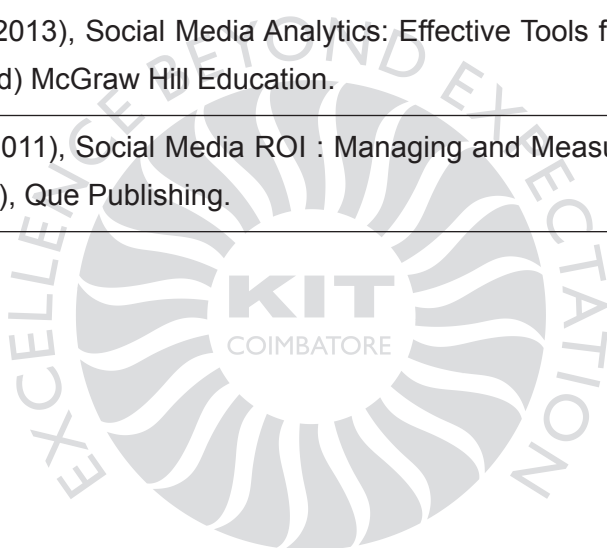 2013), Social Media Analytics: Effective Tools f
d) McGraw Hill Education.
011), Social Media ROI : Managing and Measu
), Que Publishing.
EXCELLENCE BEYOND EXPECTATION
KIT
COIMBATORE